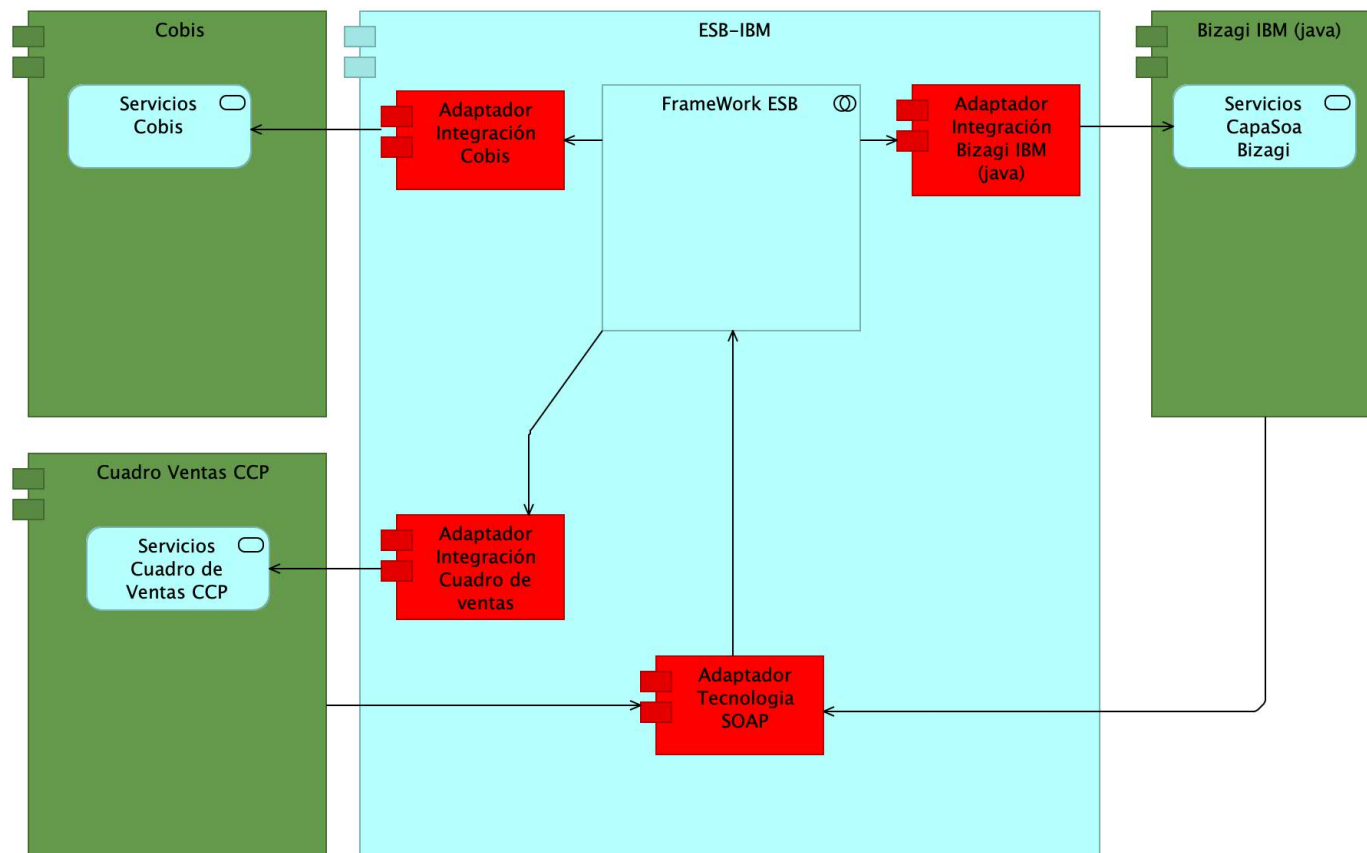 Cobis
Servicios
Cobis
ESB-IBM
Adaptador
Integración
Cobis
FrameWork ESB
Adaptador
Integración
Bizagi IBM
(java)
Bizagi IBM (java)
Servicios
CapaSoa
Bizagi
Cuadro Ventas CCP
Servicios
Cuadro de
Ventas CCP
Adaptador
Integración
Cuadro de
ventas
Adaptador
Tecnologia
SOAP